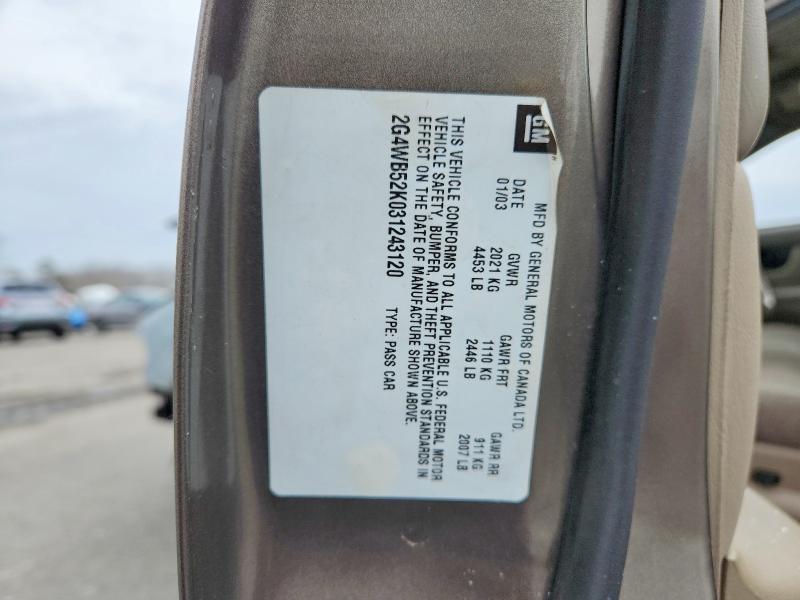 GM
MFD BY GENERAL MOTORS OF CANADA LTD.
DATE GVWR GAWR FRT GAWR RR
01/03 2021 KG 1110 KG 911 KG
4453 LB 2446 LB 2007 LB
THIS VEHICLE CONFORMS TO ALL APPLICABLE U.S. FEDERAL MOTOR
VEHICLE SAFETY, BUMPER, AND THEFT PREVENTION STANDARDS IN
EFFECT ON THE DATE OF MANUFACTURE SHOWN ABOVE.
2G4WB52K031243120 TYPE: PASS CAR